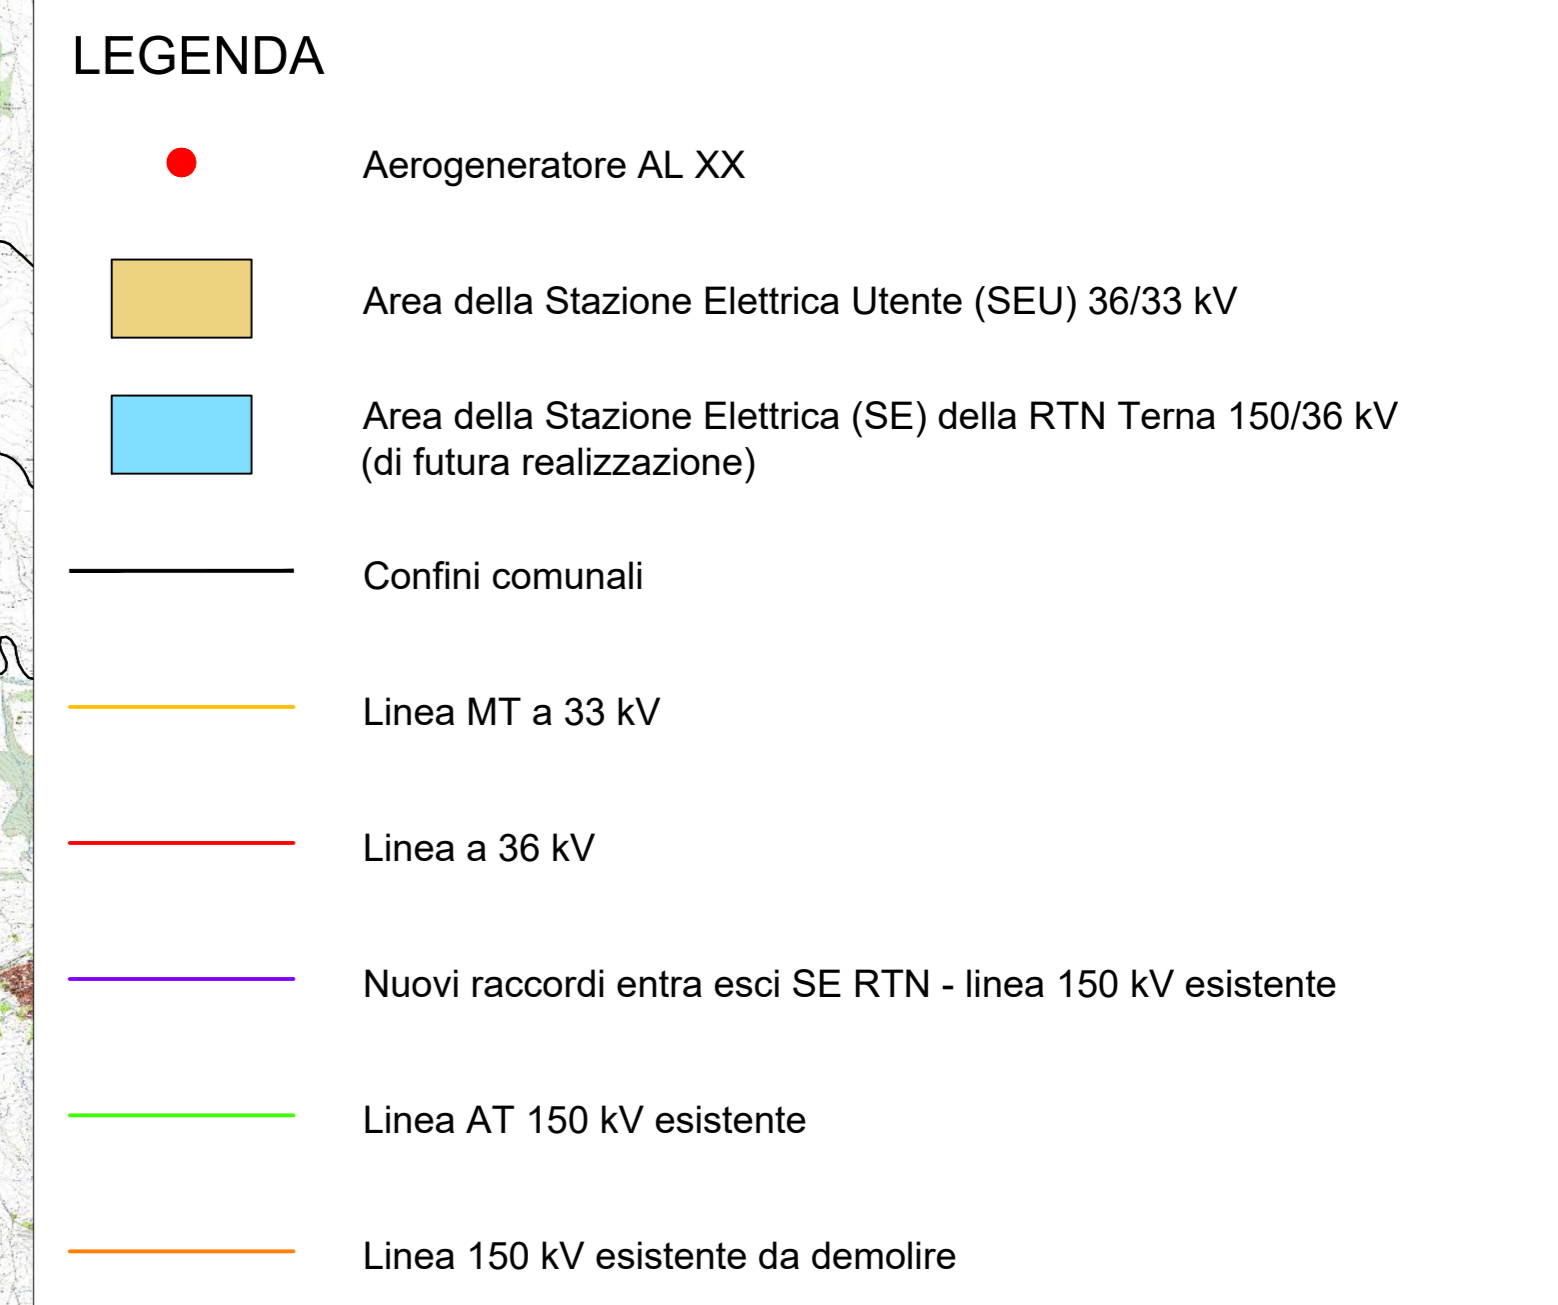 LEGENDA
Aerogeneratore AL XX
Area della Stazione Elettrica Utente (SEU) 36/33 kV
Area della Stazione Elettrica (SE) della RTN Terna 150/36 kV
(di futura realizzazione)
Confini comunali
Linea MT a 33 kV
Linea a 36 kV
Nuovi raccordi entra esci SE RTN - linea 150 kV esistente
Linea AT 150 kV esistente
Linea 150 kV esistente da demolire